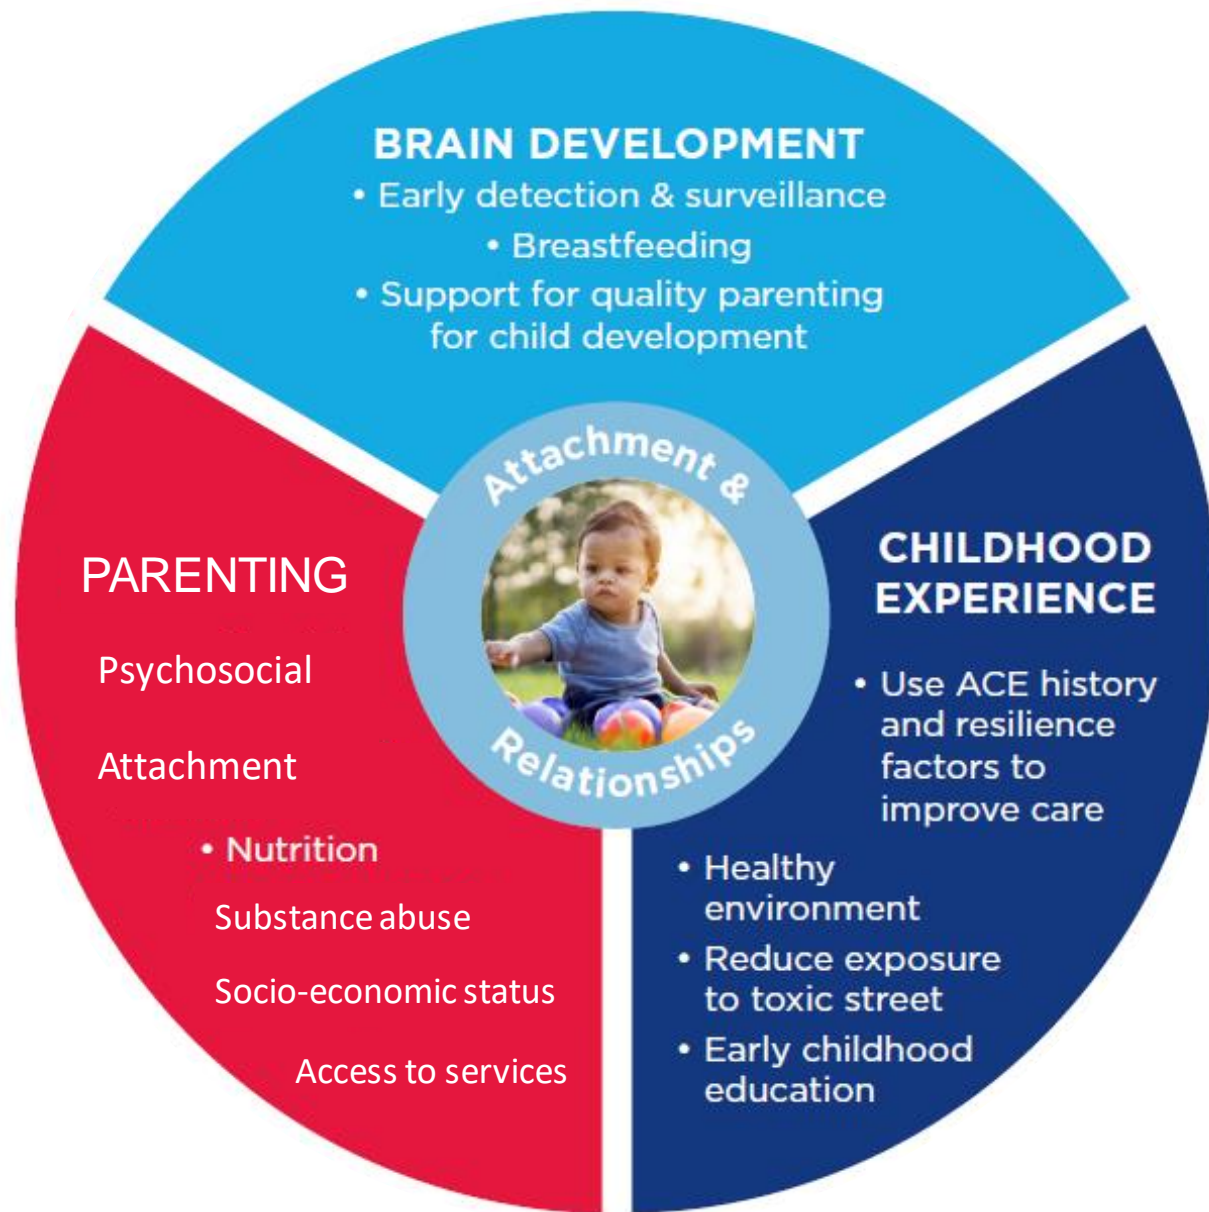 BRAIN DEVELOPMENT
• Early detection & surveillance
• Breastfeeding
• Support for quality parenting
for child development
Attachment &
Relationships
PARENTING
Psychosocial
Attachment
• Nutrition
Substance abuse
Socio-economic status
Access to services
CHILDHOOD
EXPERIENCE
• Use ACE history
and resilience
factors to
improve care
• Healthy
environment
• Reduce exposure
to toxic street
• Early childhood
education